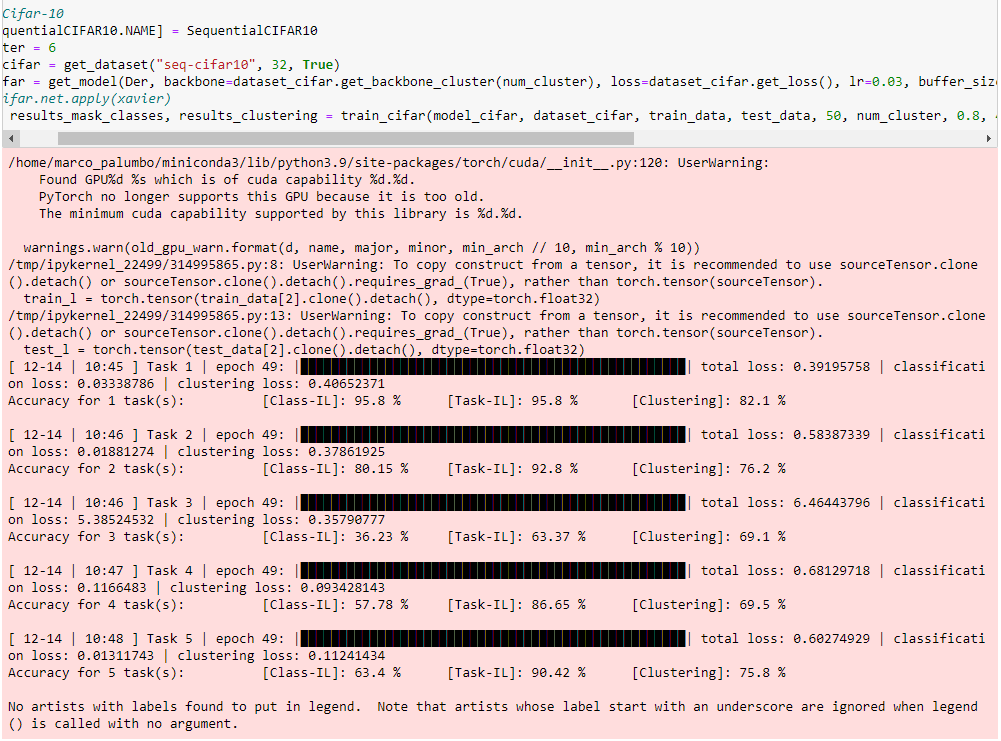 Cifar-10
quentialCIFAR10.NAME] = SequentialCIFAR10
ter = 6
cifar = get_dataset("seq-cifar10", 32, True)
far = get_model(Der, backbone=dataset_cifar.get_backbone_cluster(num_cluster), loss=dataset_cifar.get_loss(), lr=0.03, buffer_siz
ifar.net.apply(xavier)
results_mask_classes, results_clustering = train_cifar(model_cifar, dataset_cifar, train_data, test_data, 50, num_cluster, 0.8,
/home/marco_palumbo/miniconda3/lib/python3.9/site-packages/torch/cuda/__init__.py:120: UserWarning:
    Found GPU%d %s which is of cuda capability %d.%d.
    PyTorch no longer supports this GPU because it is too old.
    The minimum cuda capability supported by this library is %d.%d.
  warnings.warn(old_gpu_warn.format(d, name, major, minor, min_arch // 10, min_arch % 10))
/tmp/ipykernel_22499/314995865.py:8: UserWarning: To copy construct from a tensor, it is recommended to use sourceTensor.clone
().detach() or sourceTensor.clone().detach().requires_grad_(True), rather than torch.tensor(sourceTensor).
  train_l = torch.tensor(train_data[2].clone().detach(), dtype=torch.float32)
/tmp/ipykernel_22499/314995865.py:13: UserWarning: To copy construct from a tensor, it is recommended to use sourceTensor.clone
().detach() or sourceTensor.clone().detach().requires_grad_(True), rather than torch.tensor(sourceTensor).
  test_l = torch.tensor(test_data[2].clone().detach(), dtype=torch.float32)
[ 12-14 | 10:45 ] Task 1 | epoch 49: | | total loss: 0.39195758 | classificati
on loss: 0.03338786 | clustering loss: 0.40652371
Accuracy for 1 task(s): [Class-IL]: 95.8 % [Task-IL]: 95.8 % [Clustering]: 82.1 %
[ 12-14 | 10:46 ] Task 2 | epoch 49: | | total loss: 0.58387339 | classificati
on loss: 0.01881274 | clustering loss: 0.37861925
Accuracy for 2 task(s): [Class-IL]: 80.15 % [Task-IL]: 92.8 % [Clustering]: 76.2 %
[ 12-14 | 10:46 ] Task 3 | epoch 49: | | total loss: 6.46443796 | classificati
on loss: 5.38524532 | clustering loss: 0.35790777
Accuracy for 3 task(s): [Class-IL]: 36.23 % [Task-IL]: 63.37 % [Clustering]: 69.1 %
[ 12-14 | 10:47 ] Task 4 | epoch 49: | | total loss: 0.68129718 | classificati
on loss: 0.1166483 | clustering loss: 0.093428143
Accuracy for 4 task(s): [Class-IL]: 57.78 % [Task-IL]: 86.65 % [Clustering]: 69.5 %
[ 12-14 | 10:48 ] Task 5 | epoch 49: | | total loss: 0.60274929 | classificati
on loss: 0.01311743 | clustering loss: 0.11241434
Accuracy for 5 task(s): [Class-IL]: 63.4 % [Task-IL]: 90.42 % [Clustering]: 75.8 %
No artists with labels found to put in legend.  Note that artists whose label start with an underscore are ignored when legend
() is called with no argument.